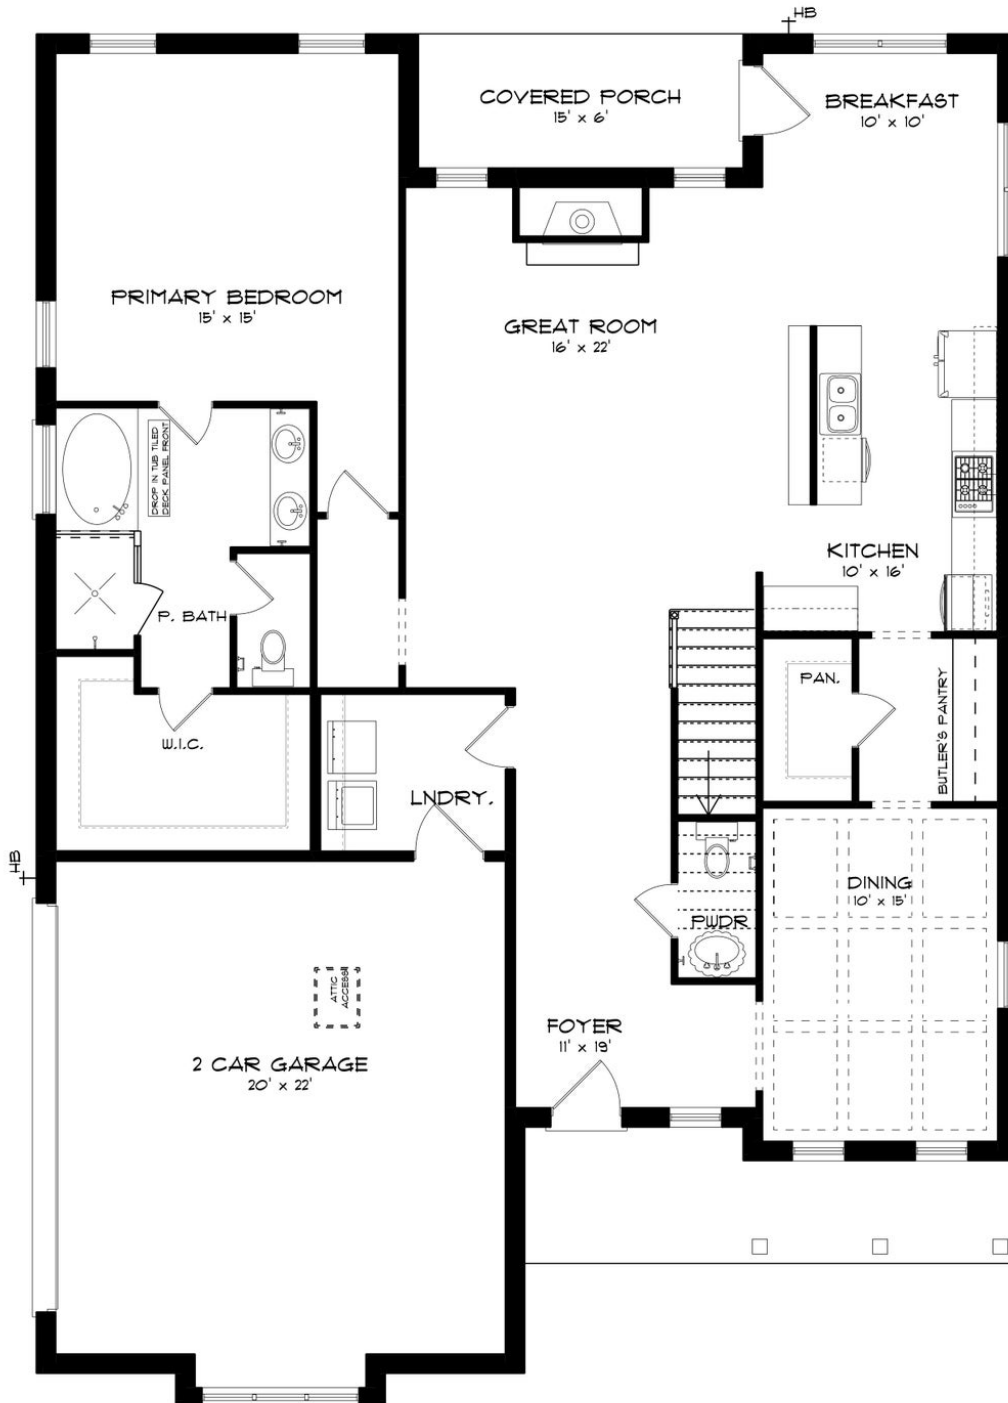 HB
COVERED PORCH
15' x 6'
BREAKFAST
10' x 10'
PRIMARY BEDROOM
15' x 15'
GREAT ROOM
16' x 22'
DROP IN TUB TILED
DECK PANEL FRONT
KITCHEN
10' x 16'
P. BATH
PAN.
BUTLER'S PANTRY
W.I.C.
LNDRY.
HB
DINING
10' x 15'
PWDR
ATTIC
ACCESS
FOYER
11' x 19'
2 CAR GARAGE
20' x 22'